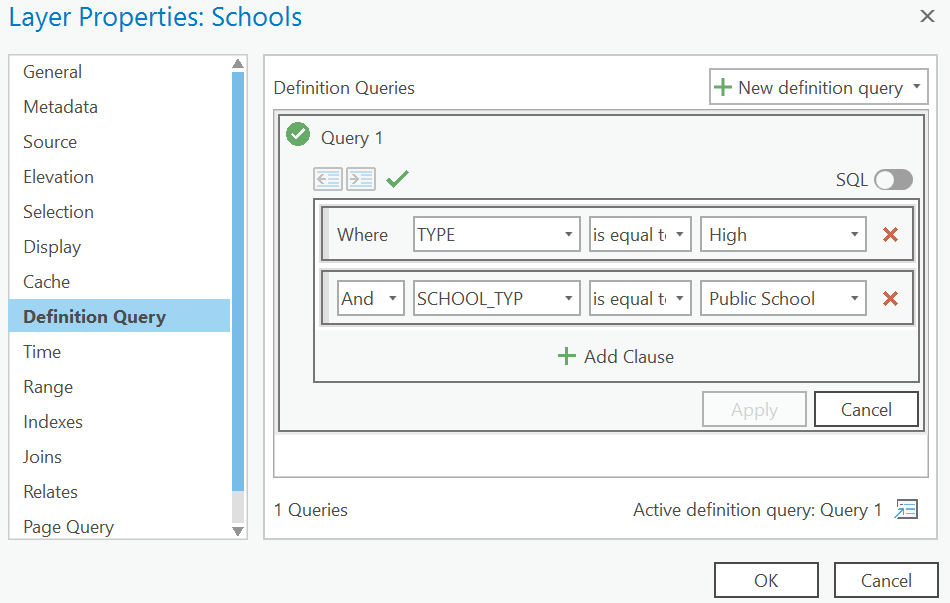 Layer Properties: Schools
General
Metadata
Source
Elevation
Selection
Display
Cache
Definition Query
Time
Range
Indexes
Joins
Relates
Page Query
Definition Queries
New definition query
Query 1
SQL
Where TYPE is equal to High
And SCHOOL_TYP is equal to Public School
Add Clause
Apply Cancel
1 Queries
Active definition query: Query 1
OK Cancel